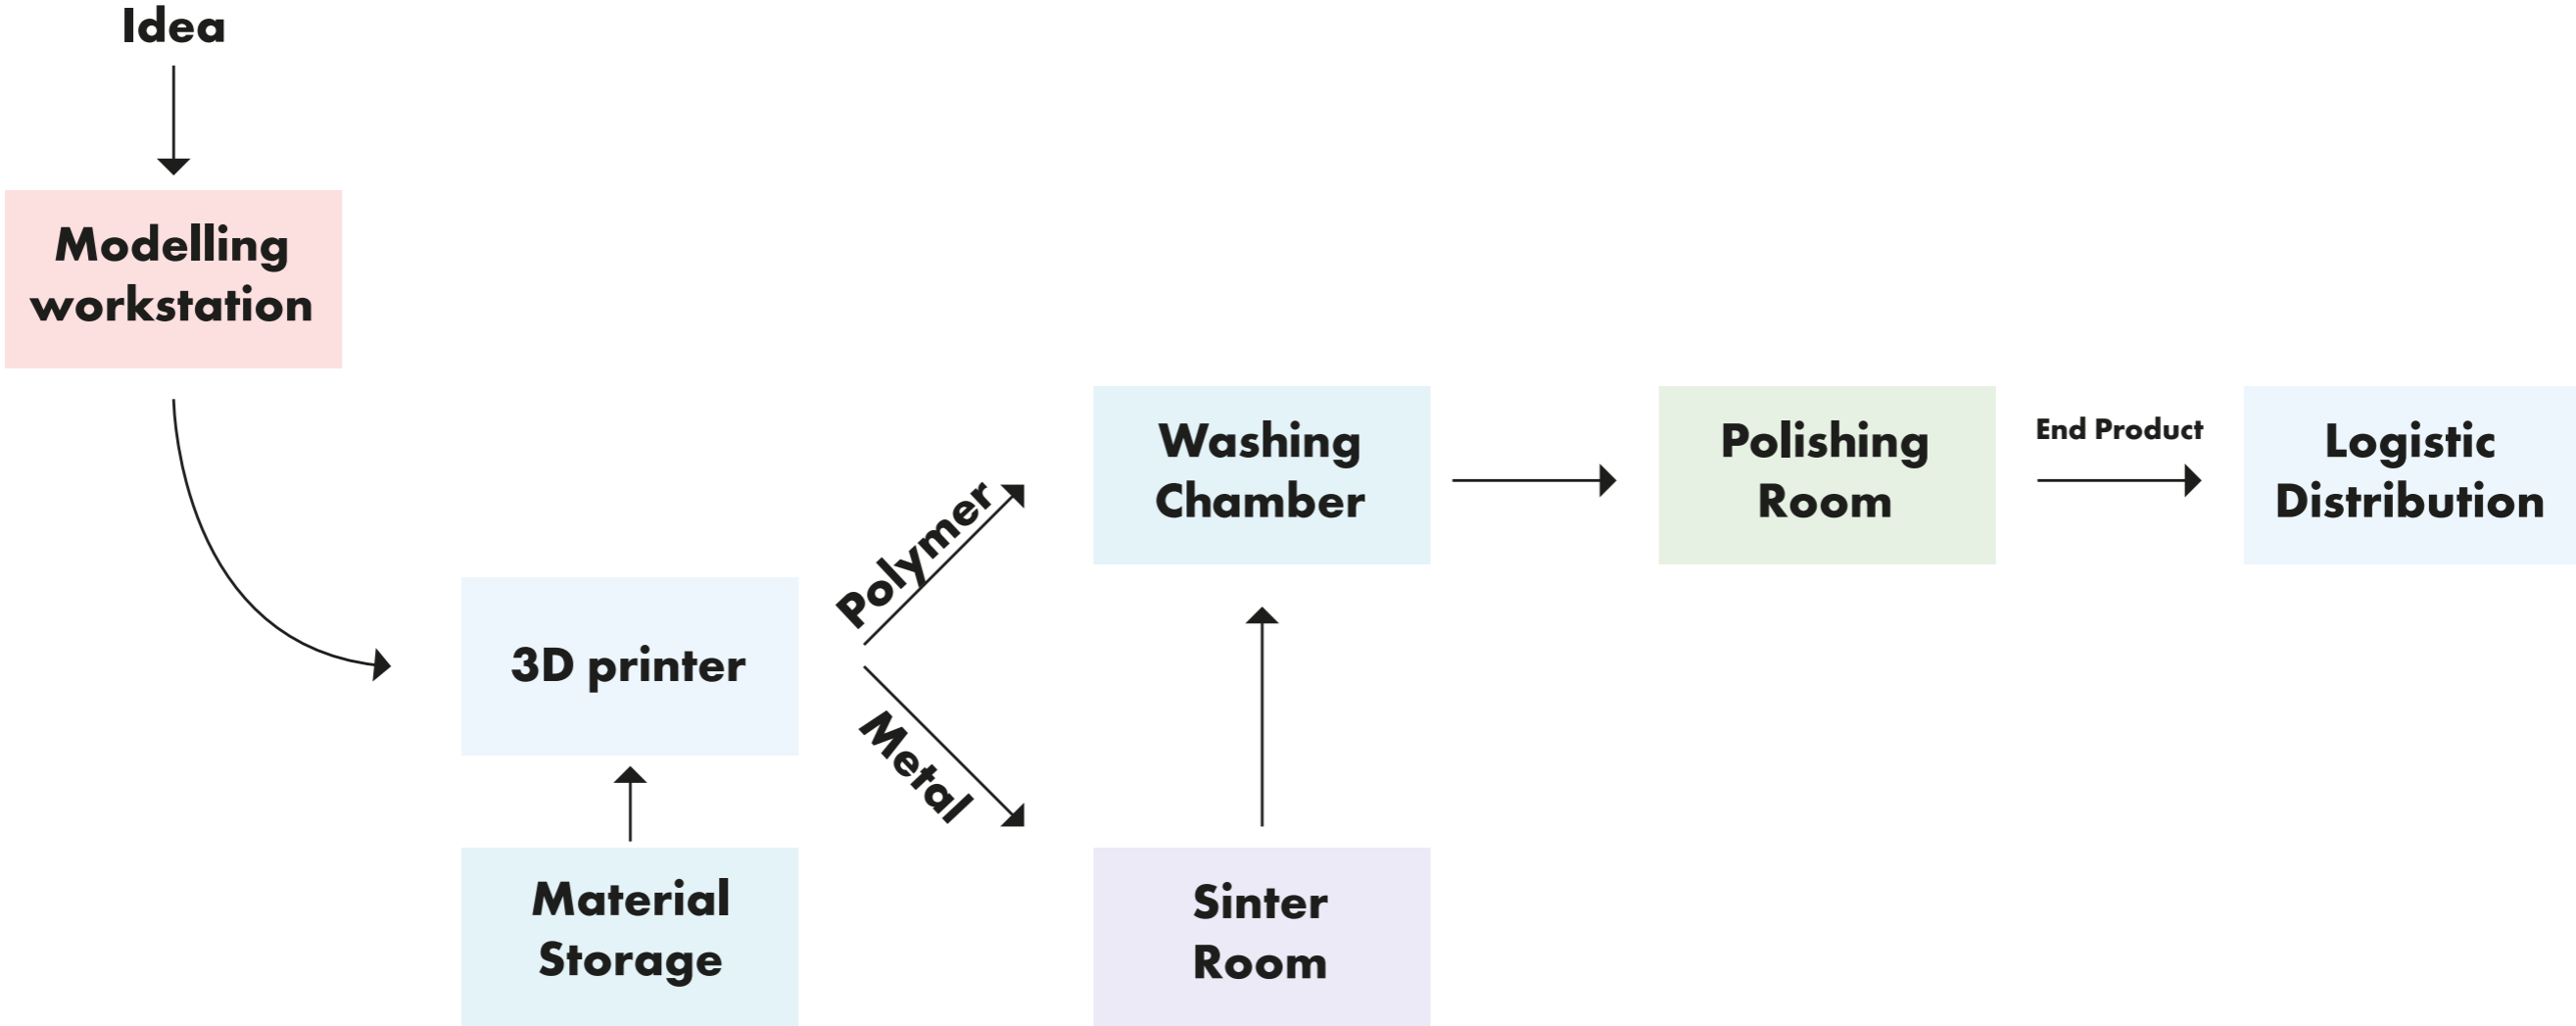 Idea
Modelling
workstation
3D printer
Material
Storage
Polymer
Metal
Washing
Chamber
Sinter
Room
Polishing
Room
End Product
Logistic
Distribution